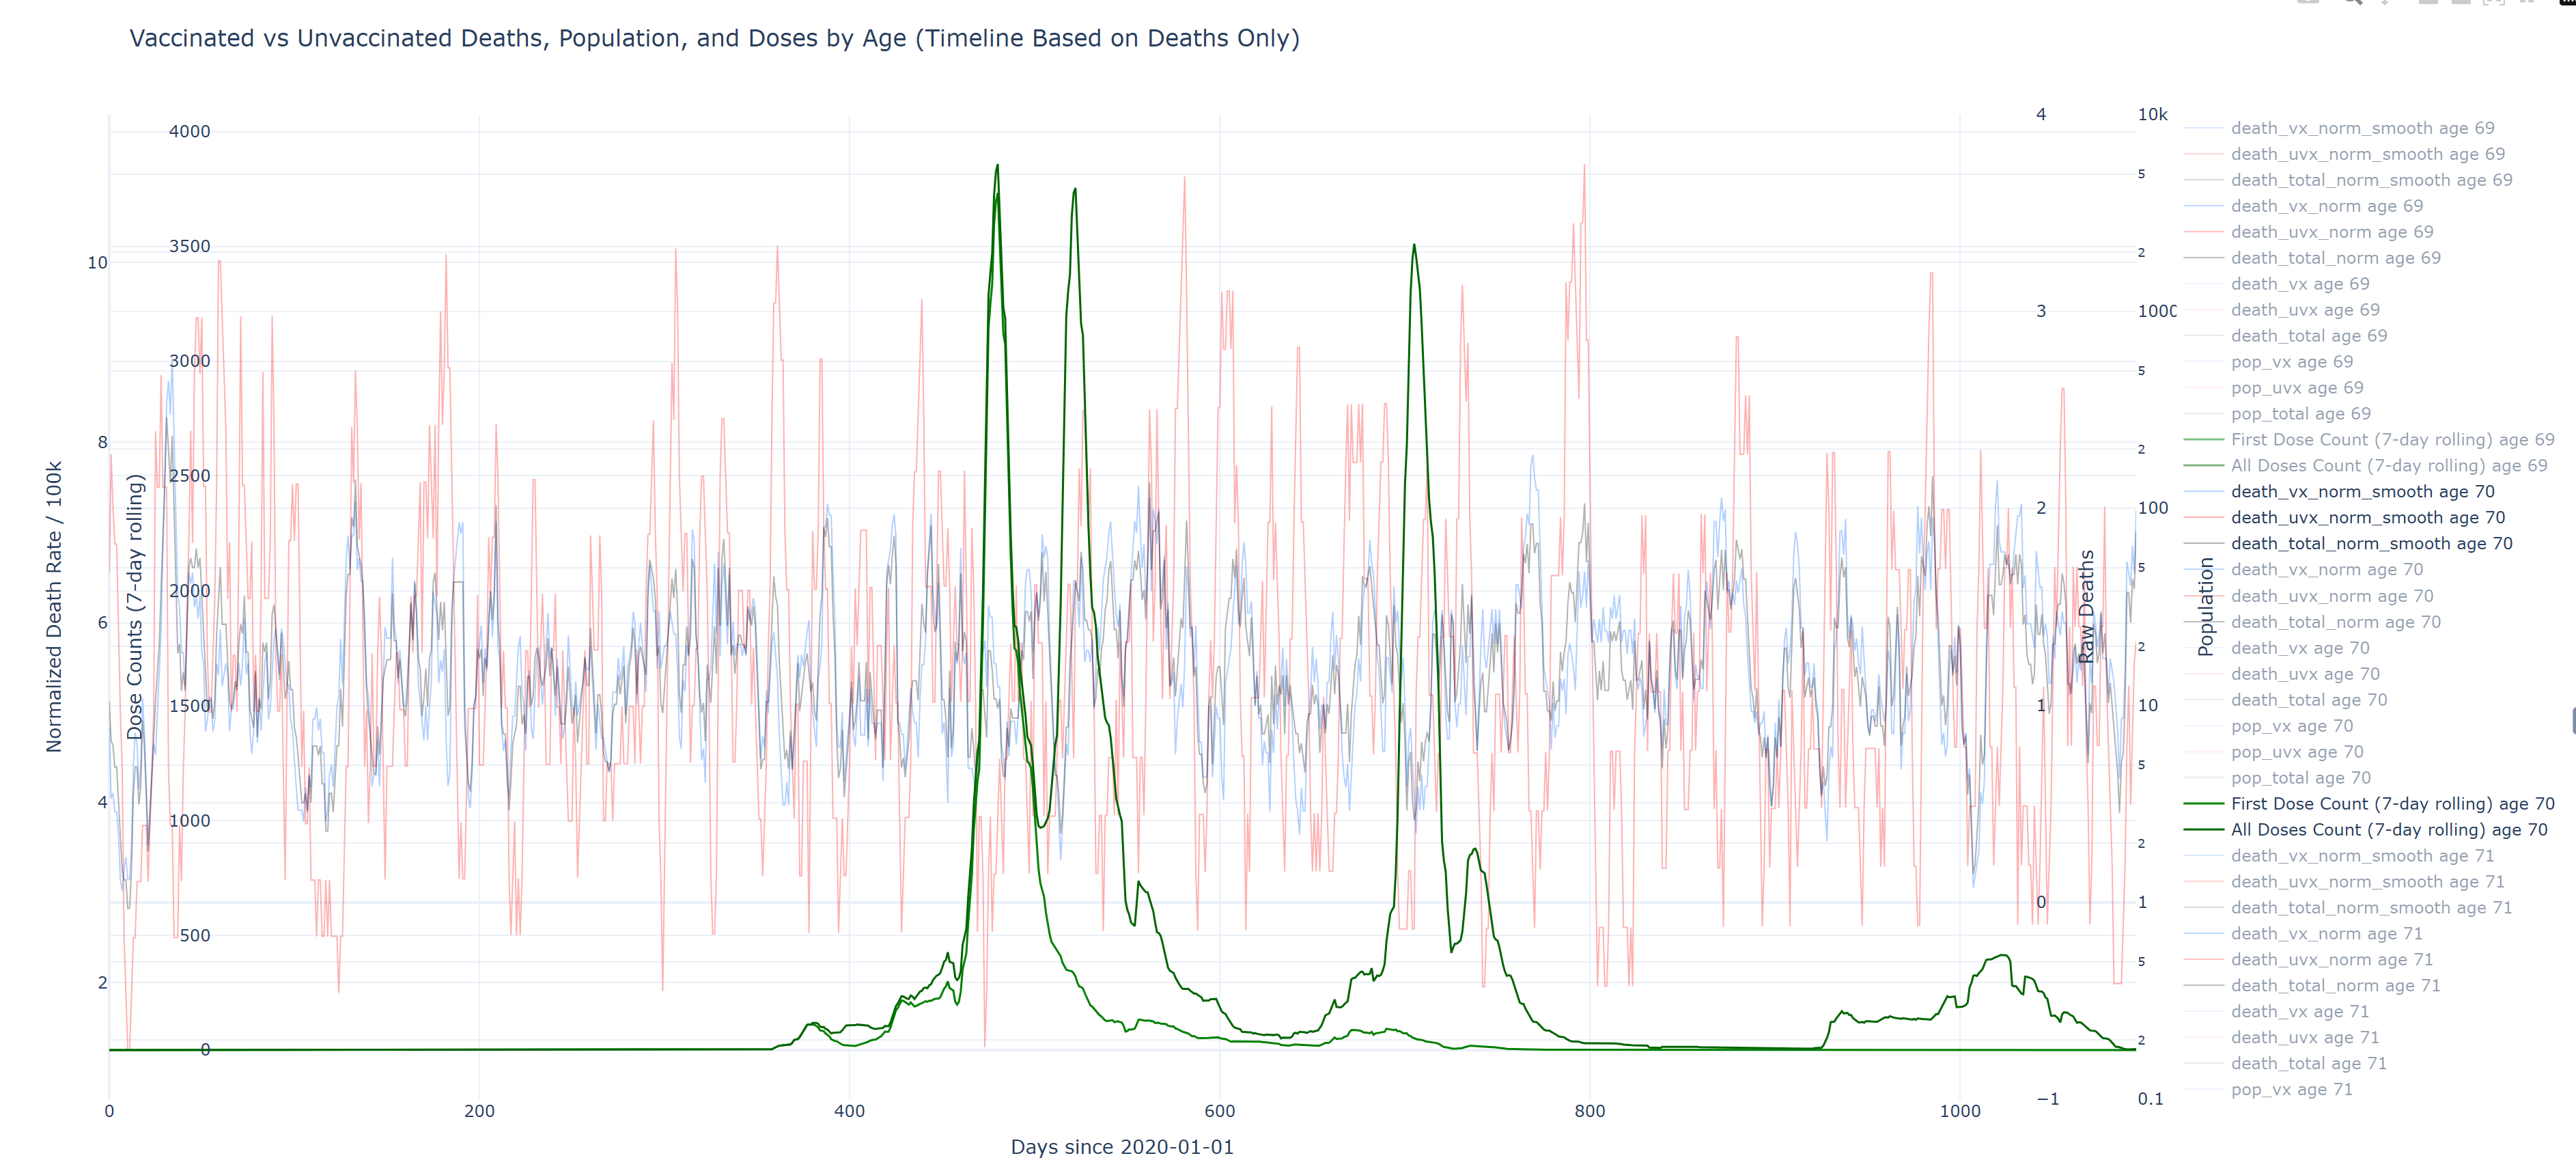 Vaccinated vs Unvaccinated Deaths, Population, and Doses by Age (Timeline Based on Deaths Only)
Normalized Death Rate / 100k
10
8
6
4
2
Dose Counts (7-day rolling)
4000
3500
3000
2500
2000
1500
1000
500
0
0
200
400
600
800
1000
Days since 2020-01-01
Raw Deaths
4
3
2
1
0
−1
Population
10k
5
2
1000
5
2
100
5
2
10
5
2
1
5
2
0.1
death_vx_norm_smooth age 69
death_uvx_norm_smooth age 69
death_total_norm_smooth age 69
death_vx_norm age 69
death_uvx_norm age 69
death_total_norm age 69
death_vx age 69
death_uvx age 69
death_total age 69
pop_vx age 69
pop_uvx age 69
pop_total age 69
First Dose Count (7-day rolling) age 69
All Doses Count (7-day rolling) age 69
death_vx_norm_smooth age 70
death_uvx_norm_smooth age 70
death_total_norm_smooth age 70
death_vx_norm age 70
death_uvx_norm age 70
death_total_norm age 70
death_vx age 70
death_uvx age 70
death_total age 70
pop_vx age 70
pop_uvx age 70
pop_total age 70
First Dose Count (7-day rolling) age 70
All Doses Count (7-day rolling) age 70
death_vx_norm_smooth age 71
death_uvx_norm_smooth age 71
death_total_norm_smooth age 71
death_vx_norm age 71
death_uvx_norm age 71
death_total_norm age 71
death_vx age 71
death_uvx age 71
death_total age 71
pop_vx age 71